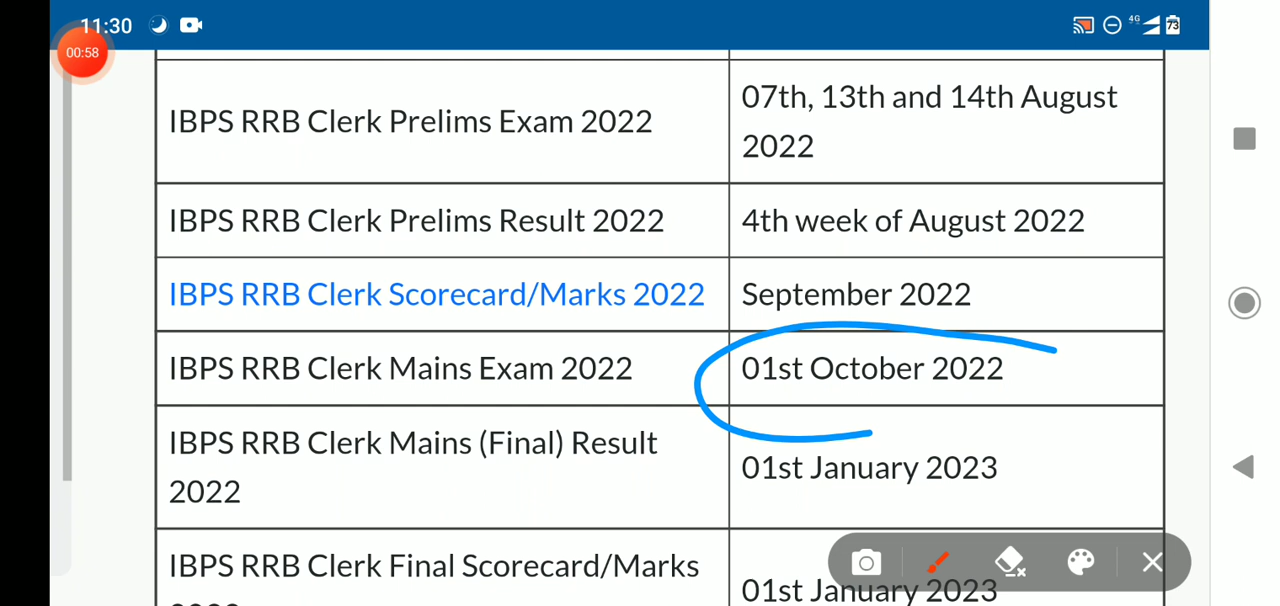 11:30
4G
73
00:58
IBPS RRB Clerk Prelims Exam 2022
07th, 13th and 14th August
2022
IBPS RRB Clerk Prelims Result 2022
4th week of August 2022
IBPS RRB Clerk Scorecard/Marks 2022
September 2022
IBPS RRB Clerk Mains Exam 2022
01st October 2022
IBPS RRB Clerk Mains (Final) Result
2022
01st January 2023
IBPS RRB Clerk Final Scorecard/Marks
2022
01st January 2023